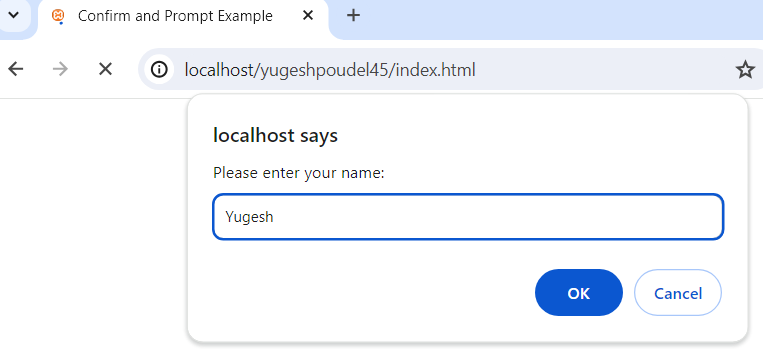 Confirm and Prompt Example
localhost/yugeshpoudel45/index.html
localhost says
Please enter your name:
Yugesh
OK
Cancel